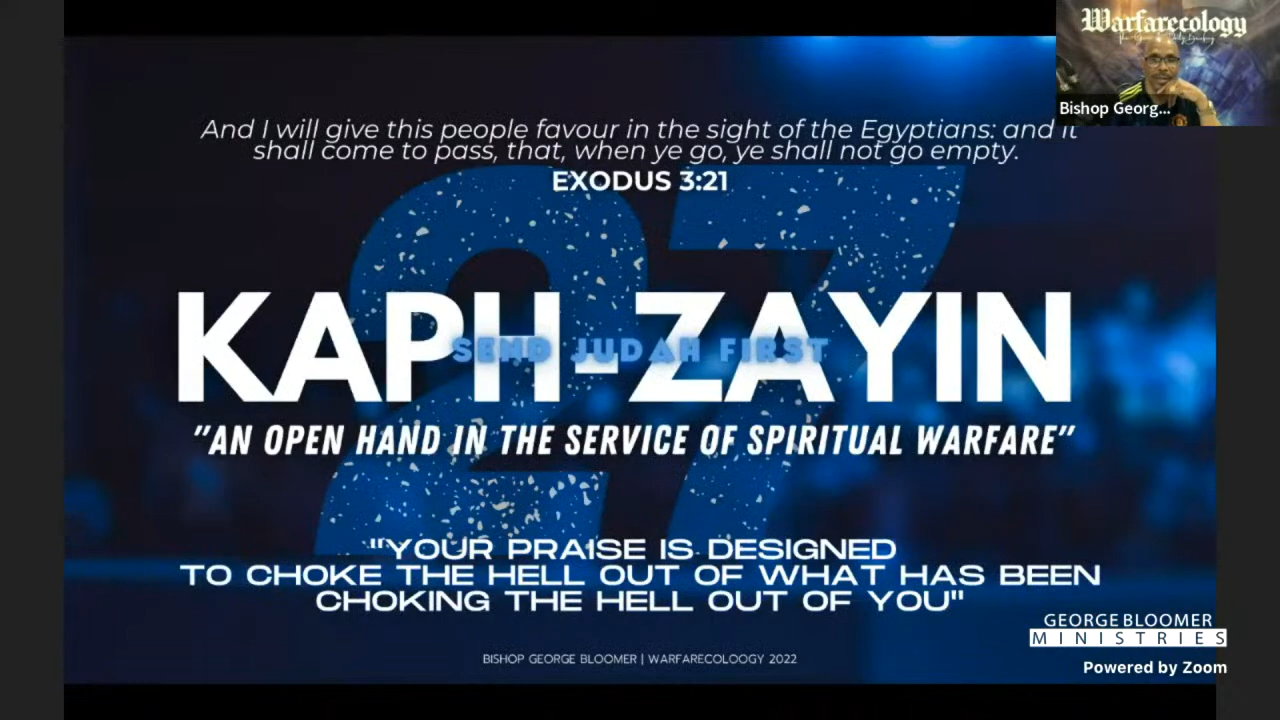 Warfarecology
Bishop Georg...
And I will give this people favour in the sight of the Egyptians: and it
shall come to pass, that, when ye go, ye shall not go empty.
EXODUS 3:21
27
KAPH-ZAYIN
SEND JUDAH FIRST
"AN OPEN HAND IN THE SERVICE OF SPIRITUAL WARFARE"
"YOUR PRAISE IS DESIGNED
TO CHOKE THE HELL OUT OF WHAT HAS BEEN
CHOKING THE HELL OUT OF YOU"
BISHOP GEORGE BLOOMER | WARFARECOLOOGY 2022
GEORGE BLOOMER
MINISTRIES
Powered by Zoom